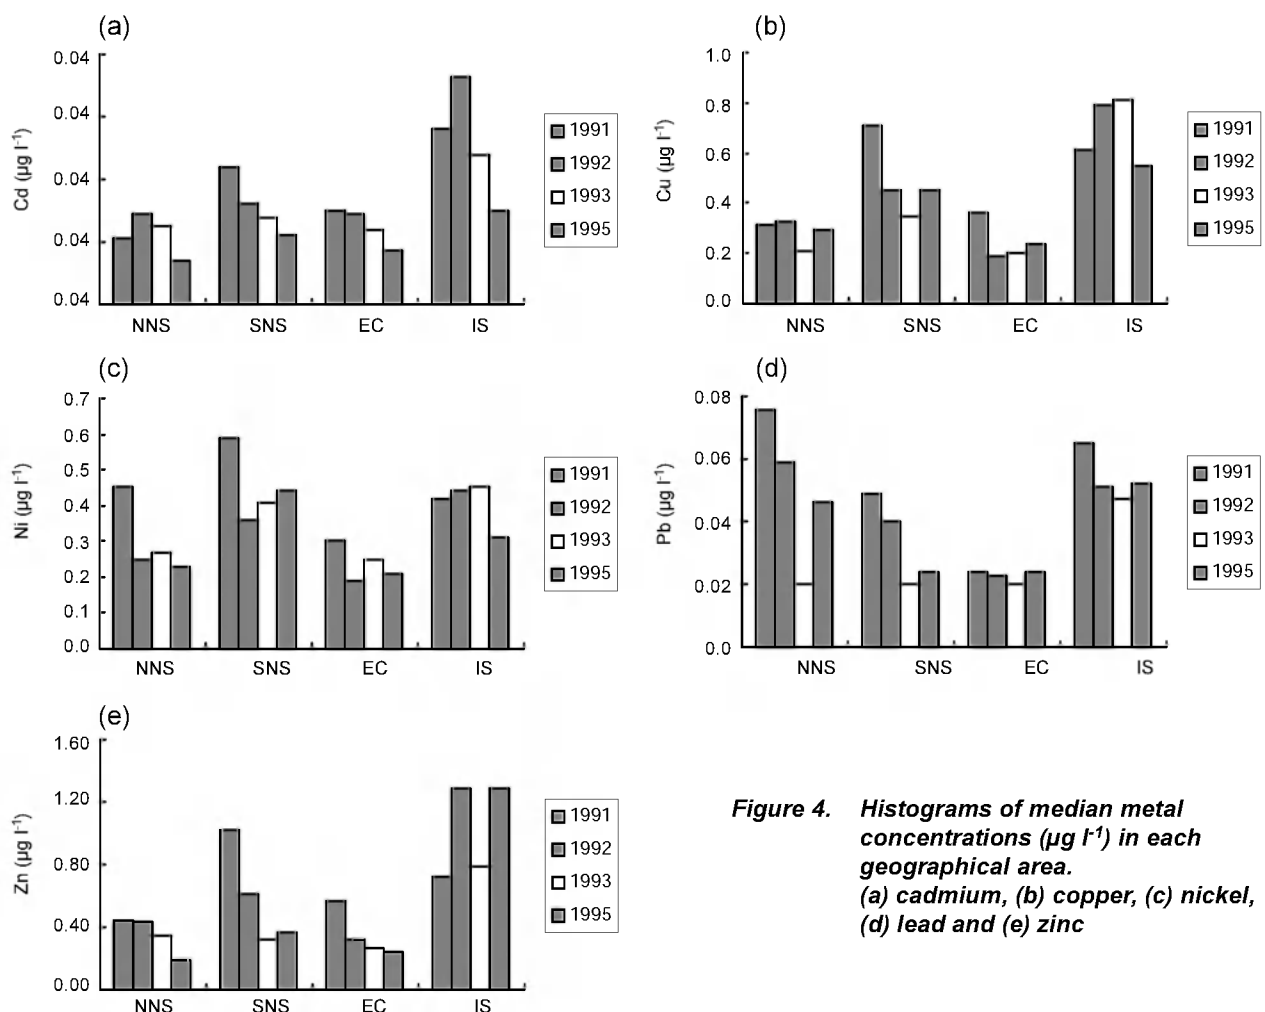 (a)
0.04
0.04
0.04
0.04
0.04
Cd (µg l-1)
NNS SNS EC IS
1991
1992
1993
1995
(b)
1.0
0.8
0.6
0.4
0.2
0.0
Cu (µg l-1)
NNS SNS EC IS
1991
1992
1993
1995
(c)
0.7
0.6
0.5
0.4
0.3
0.2
0.1
0.0
Ni (µg l-1)
NNS SNS EC IS
1991
1992
1993
1995
(d)
0.08
0.06
0.04
0.02
0.0
Pb (µg l-1)
NNS SNS EC IS
1991
1992
1993
1995
(e)
1.60
1.20
0.80
0.40
0.00
Zn (µg l-1)
NNS SNS EC IS
1991
1992
1993
1995
Figure 4. Histograms of median metal
concentrations (µg l-1) in each
geographical area.
(a) cadmium, (b) copper, (c) nickel,
(d) lead and (e) zinc